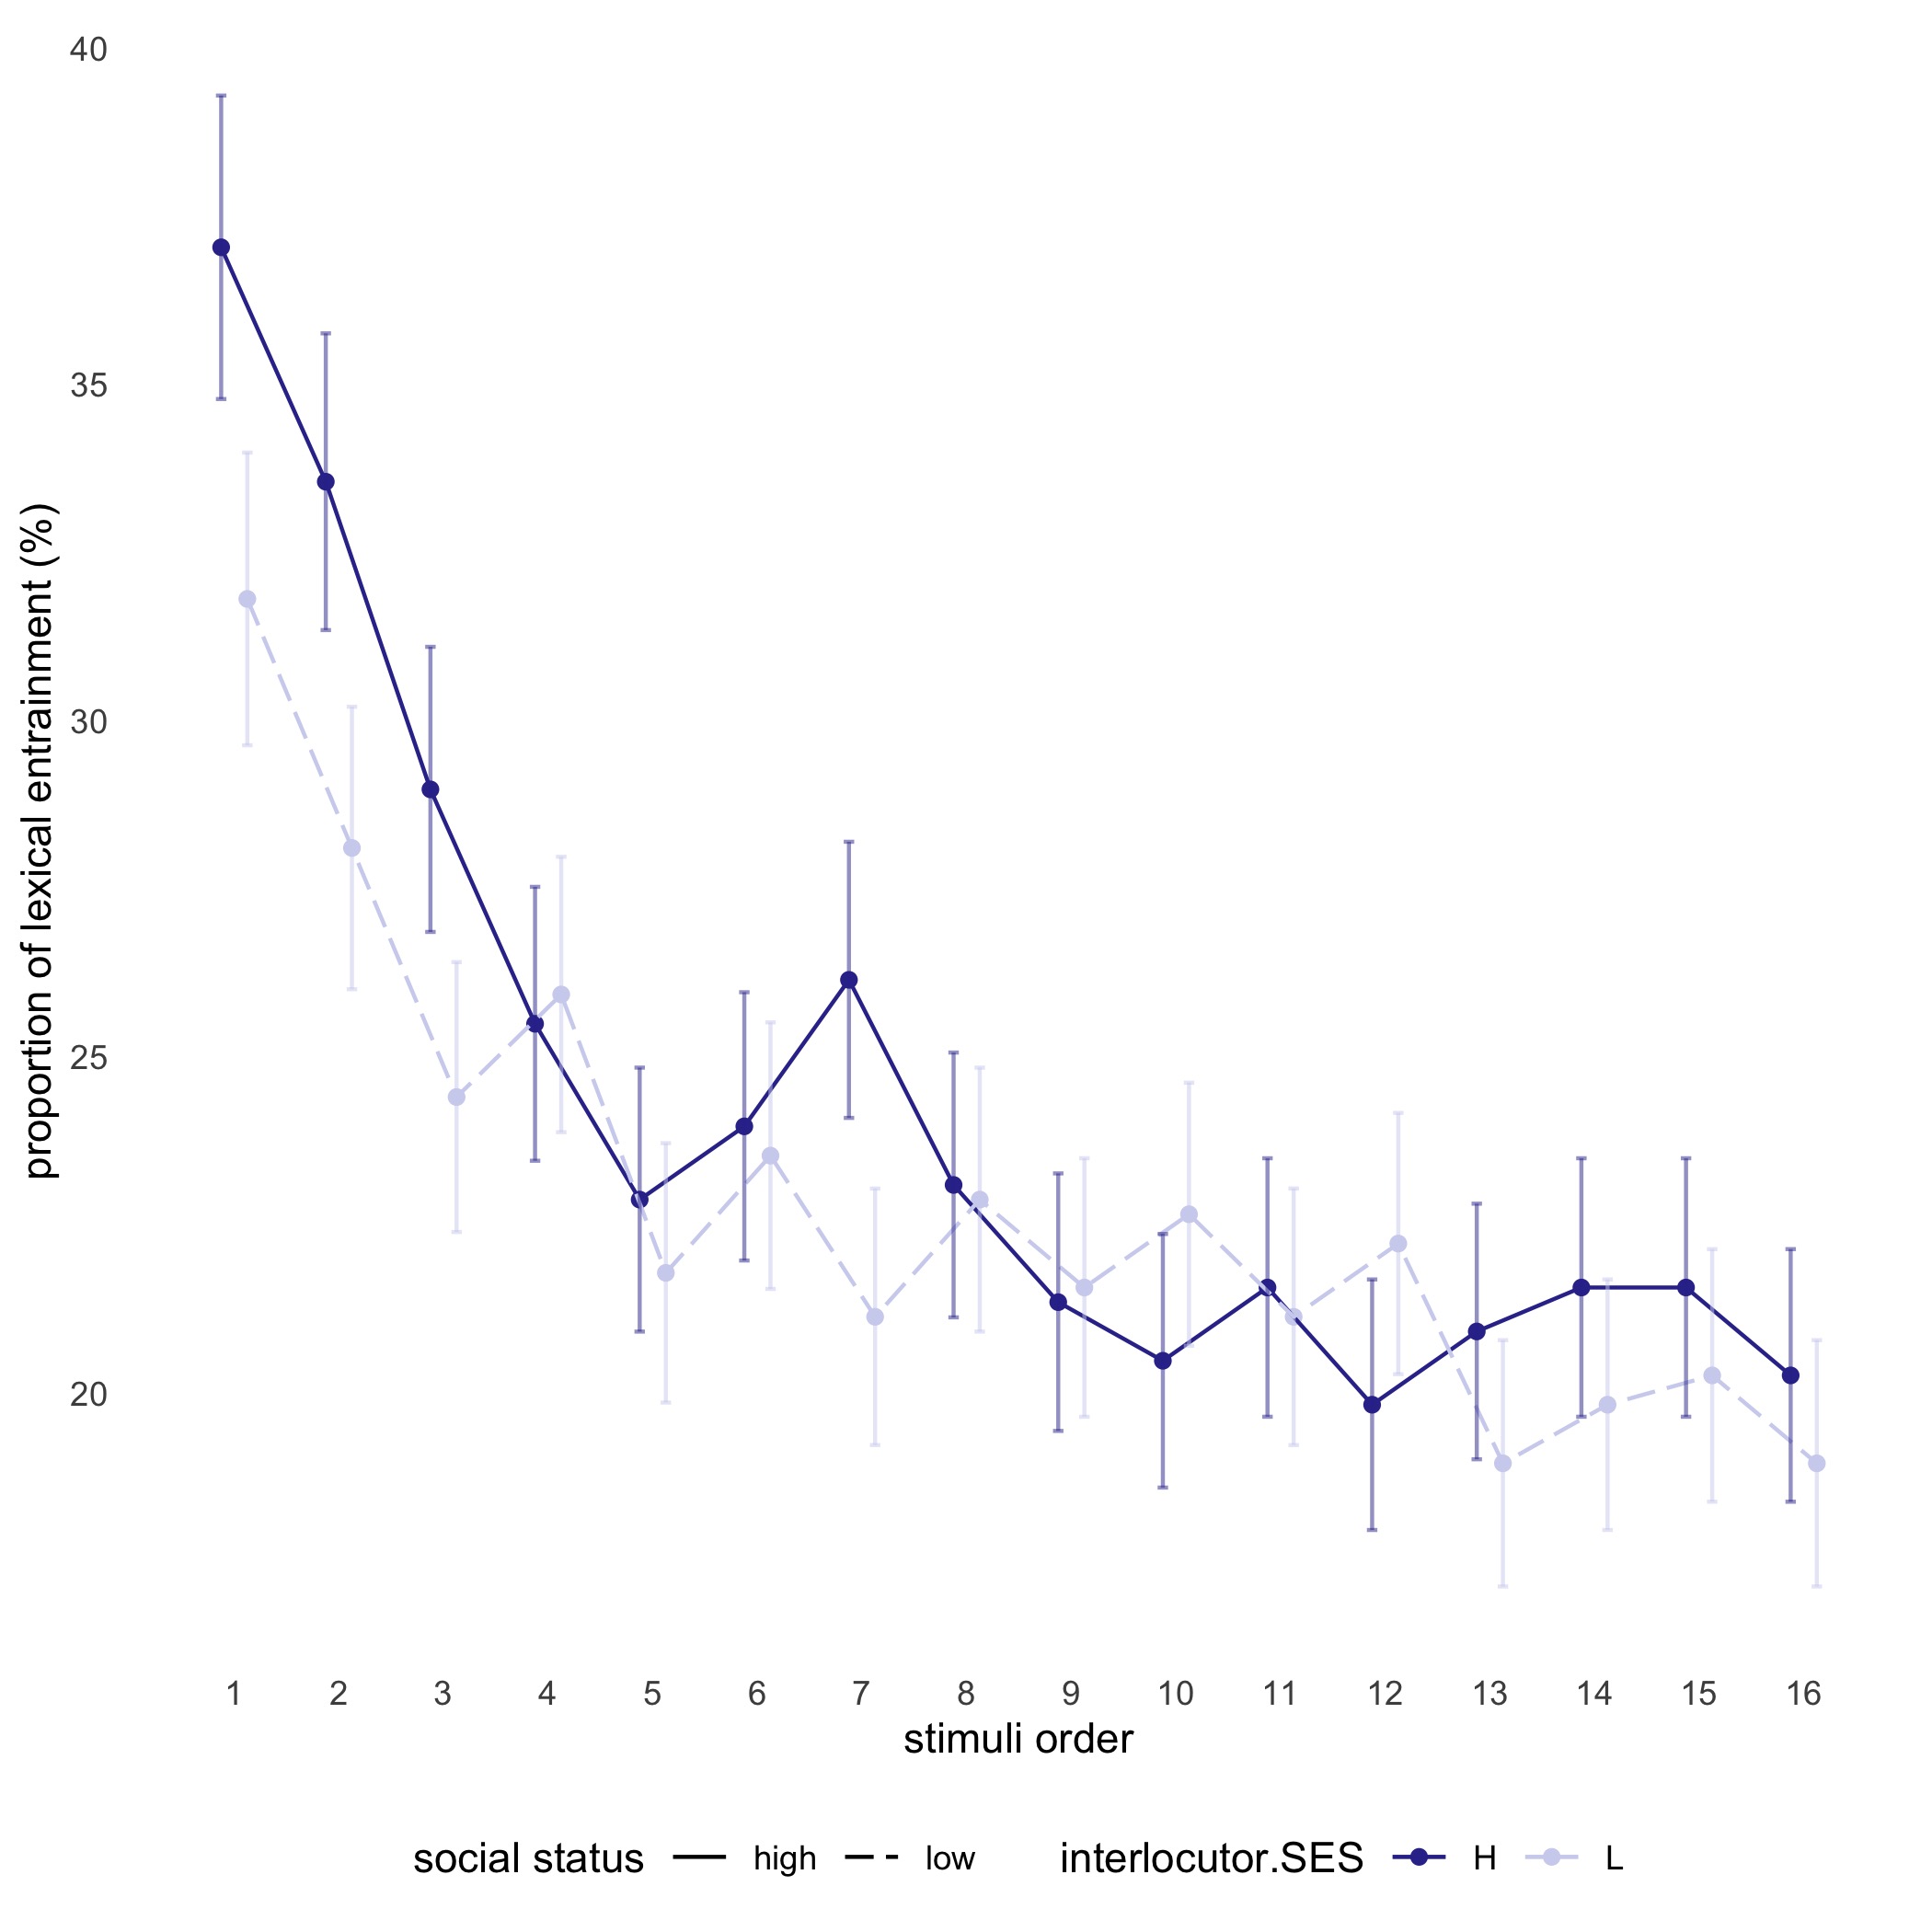 40
35
30
25
20
proportion of lexical entrainment (%)
1 2 3 4 5 6 7 8 9 10 11 12 13 14 15 16
stimuli order
social status high low interlocutor.SES H L